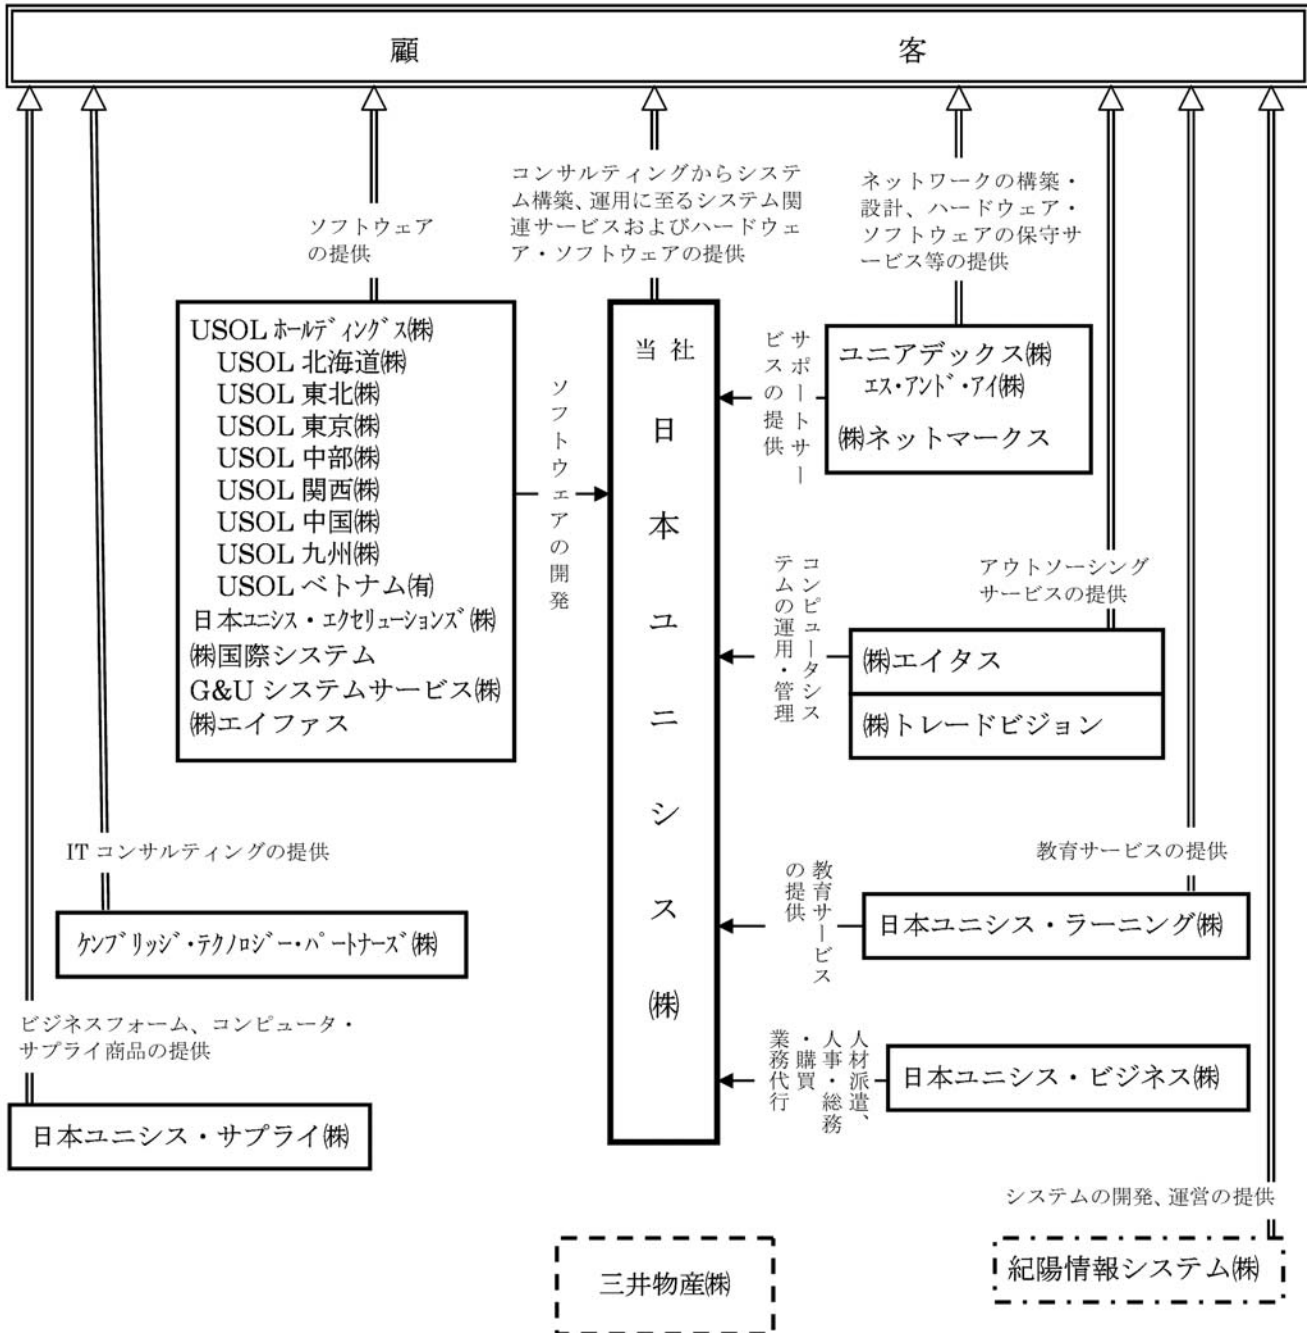 顧客
ソフトウェア
の提供
コンサルティングからシステ
ム構築、運用に至るシステム関
連サービスおよびハードウェ
ア・ソフトウェアの提供
ネットワークの構築・
設計、ハードウェア・
ソフトウェアの保守サ
ービス等の提供
USOL ﾎｰﾙﾃﾞｨﾝｸﾞｽ㈱
USOL 北海道㈱
USOL 東北㈱
USOL 東京㈱
USOL 中部㈱
USOL 関西㈱
USOL 中国㈱
USOL 九州㈱
USOL ベトナム㈲
日本ﾕﾆｼｽ・ｴｸｾﾘｭｰｼｮﾝｽﾞ㈱
㈱国際システム
G&U システムサービス㈱
㈱エイファス
ソフトウェアの開発
当社
日本ユニシス㈱
サポートサー
ビスの提供
ユニアデックス㈱
ｴｽ・ｱﾝﾄﾞ・ｱｲ㈱
㈱ネットマークス
コンピュータシス
テムの運用・管理
アウトソーシング
サービスの提供
㈱エイタス
㈱トレードビジョン
IT コンサルティングの提供
ｹﾝﾌﾞﾘｯｼﾞ・ﾃｸﾉﾛｼﾞｰ・ﾊﾟｰﾄﾅｰｽﾞ㈱
教育サービス
の提供
教育サービスの提供
日本ユニシス・ラーニング㈱
ビジネスフォーム、コンピュータ・
サプライ商品の提供
日本ユニシス・サプライ㈱
人材派遣、
人事・総務
・購買
業務代行
日本ユニシス・ビジネス㈱
システムの開発、運営の提供
三井物産㈱
紀陽情報システム㈱